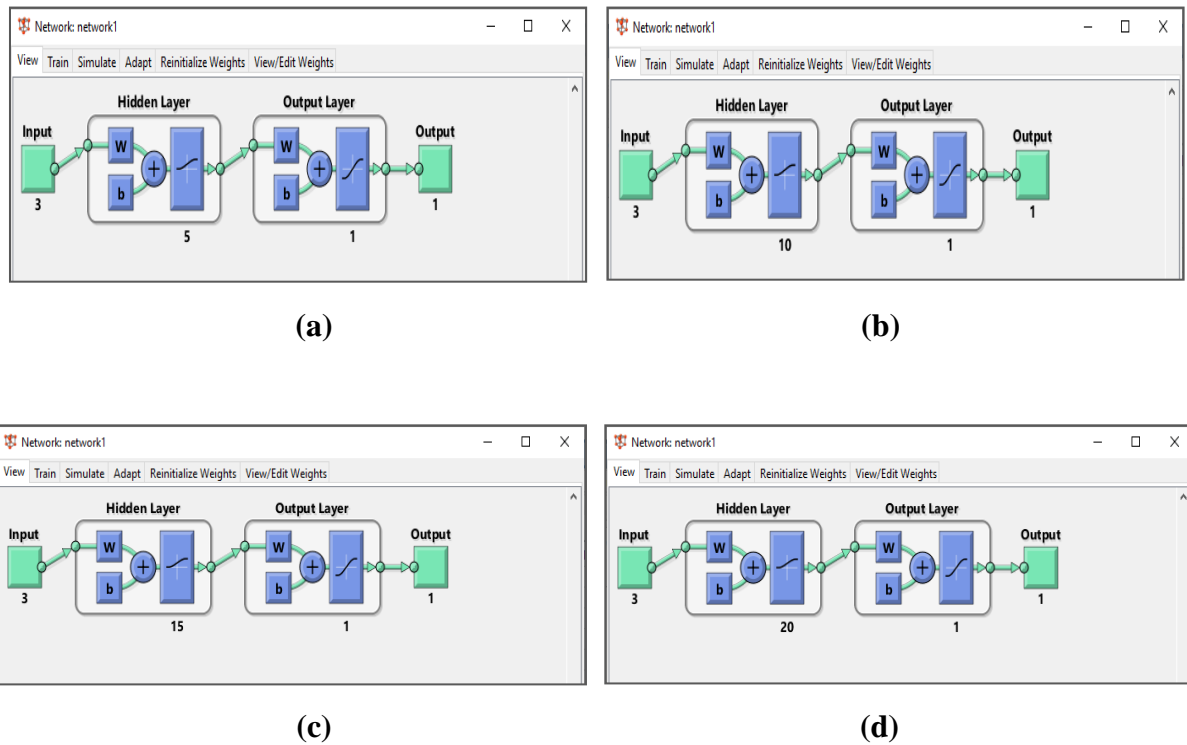 Network: network1
View Train Simulate Adapt Reinitialize Weights View/Edit Weights
Hidden Layer Output Layer
Input Output
W W
+ +
b b
3 1
5 1
(a)
Network: network1
View Train Simulate Adapt Reinitialize Weights View/Edit Weights
Hidden Layer Output Layer
Input Output
W W
+ +
b b
3 1
10 1
(b)
Network: network1
View Train Simulate Adapt Reinitialize Weights View/Edit Weights
Hidden Layer Output Layer
Input Output
W W
+ +
b b
3 1
15 1
(c)
Network: network1
View Train Simulate Adapt Reinitialize Weights View/Edit Weights
Hidden Layer Output Layer
Input Output
W W
+ +
b b
3 1
20 1
(d)